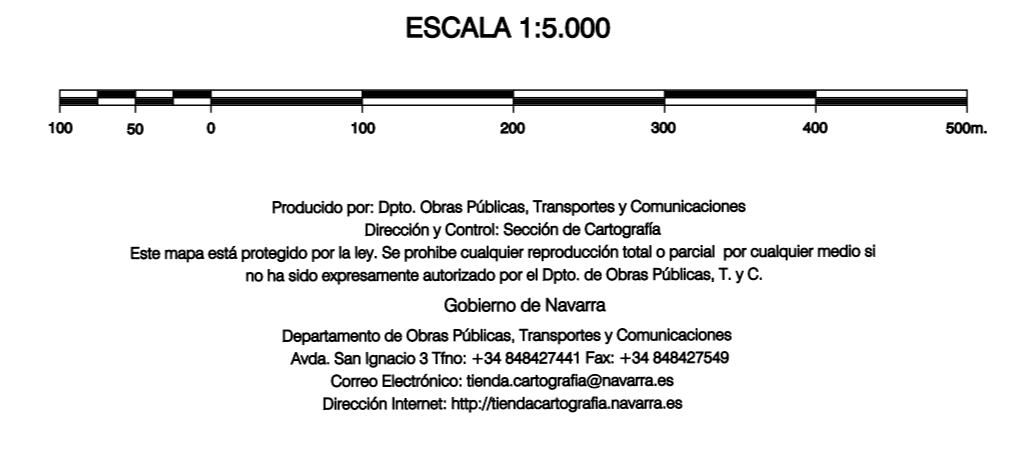 ESCALA 1:5.000
100 50 0 100 200 300 400 500m.
Producido por: Dpto. Obras Públicas, Transportes y Comunicaciones
Dirección y Control: Sección de Cartografía
Este mapa está protegido por la ley. Se prohibe cualquier reproducción total o parcial por cualquier medio si
no ha sido expresamente autorizado por el Dpto. de Obras Públicas, T. y C.
Gobierno de Navarra
Departamento de Obras Públicas, Transportes y Comunicaciones
Avda. San Ignacio 3 Tfno: +34 848427441 Fax: +34 848427549
Correo Electrónico: tienda.cartografia@navarra.es
Dirección Internet: http://tiendacartografia.navarra.es